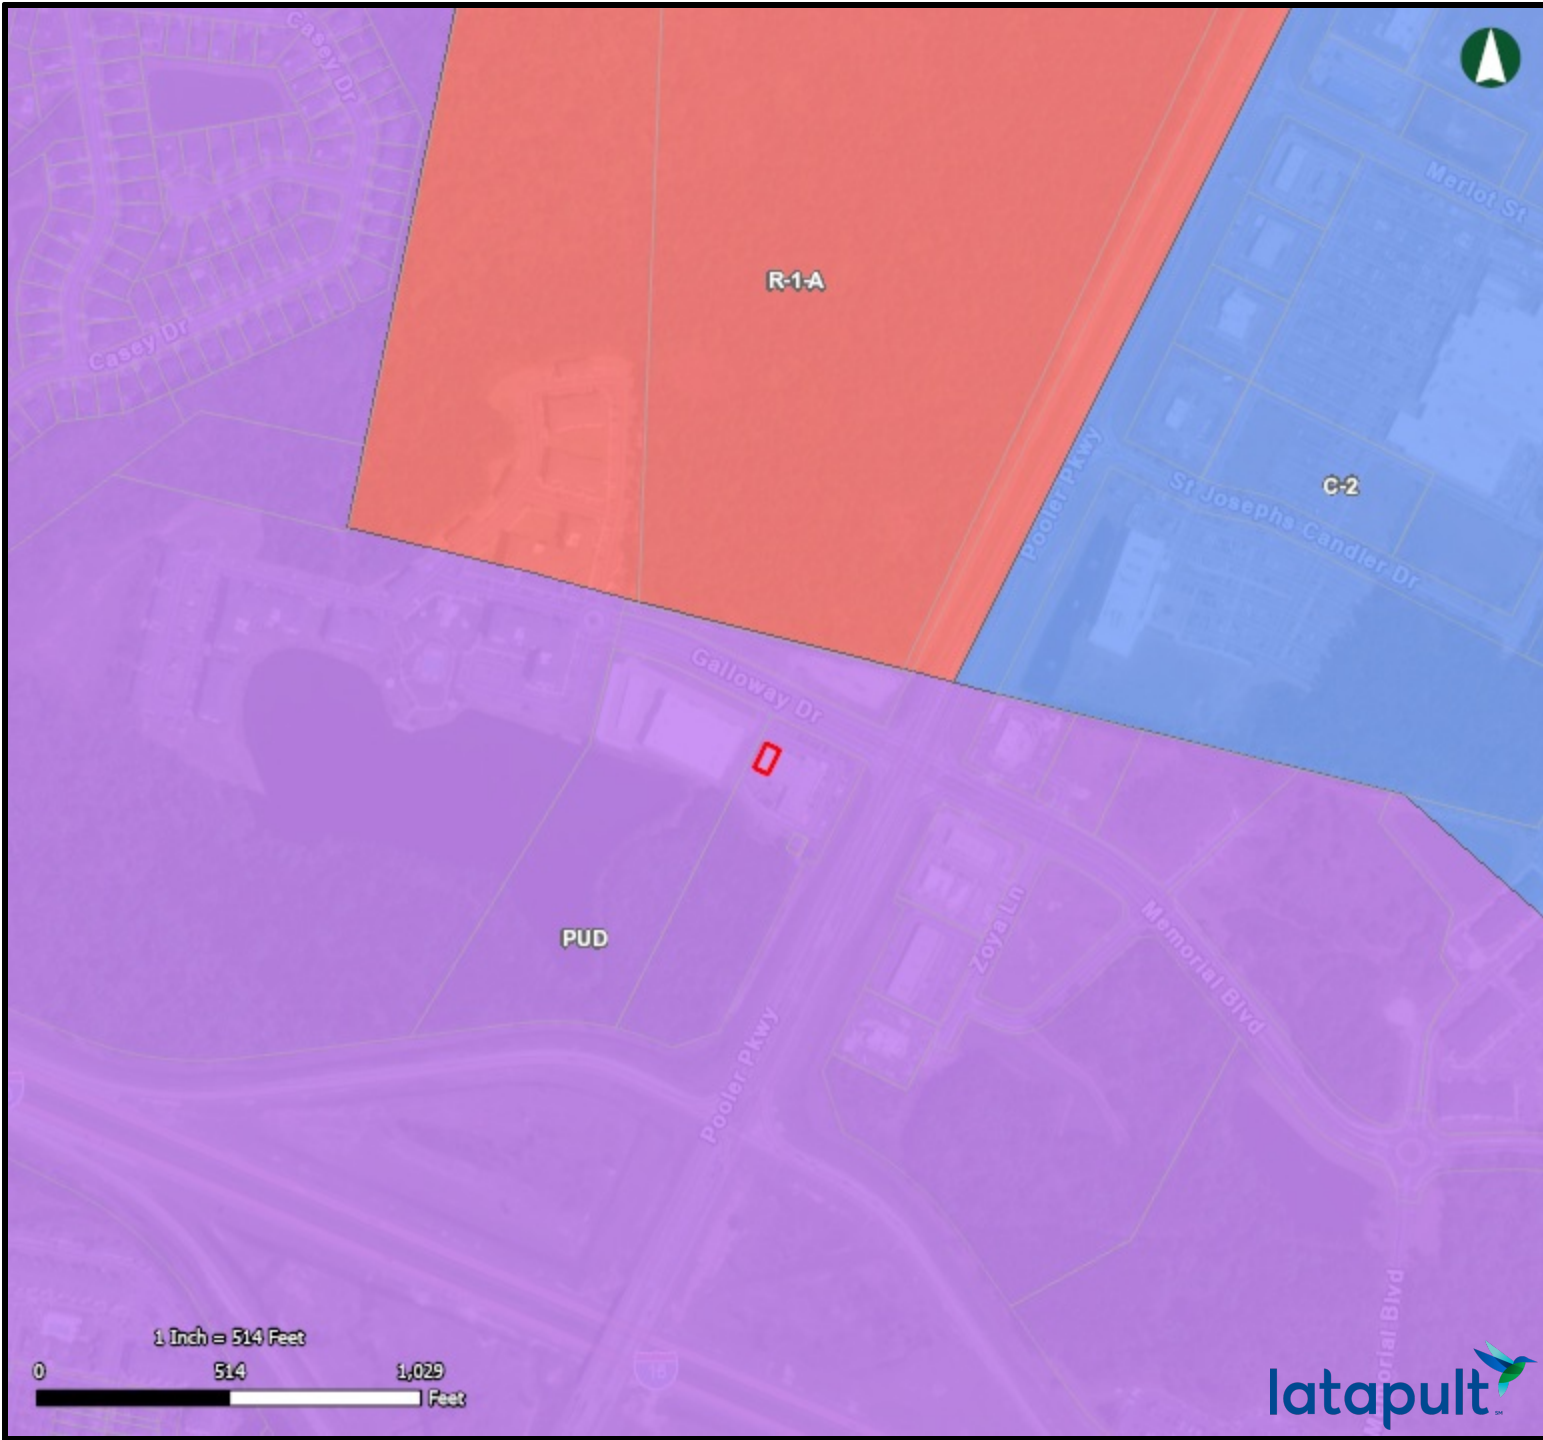 Casey Dr
Merlot St
R-1-A
Casey Dr
Pooler Pkwy
C-2
St Josephs Candler Dr
Galloway Dr
PUD
Zoya Ln
Memorial Blvd
Pooler Pkwy
1 Inch = 514 Feet
0 514 1,029
Feet
16
Memorial Blvd
latapult